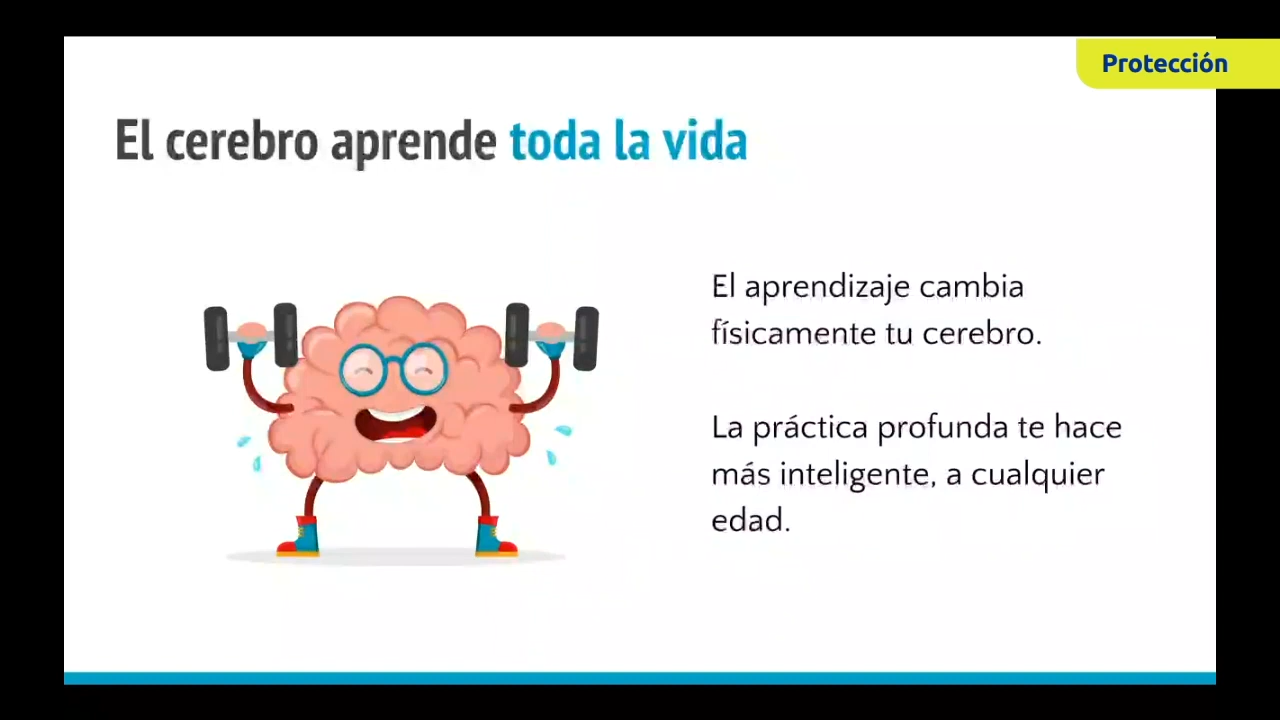 Protección
El cerebro aprende toda la vida
El aprendizaje cambia
físicamente tu cerebro.
La práctica profunda te hace
más inteligente, a cualquier
edad.